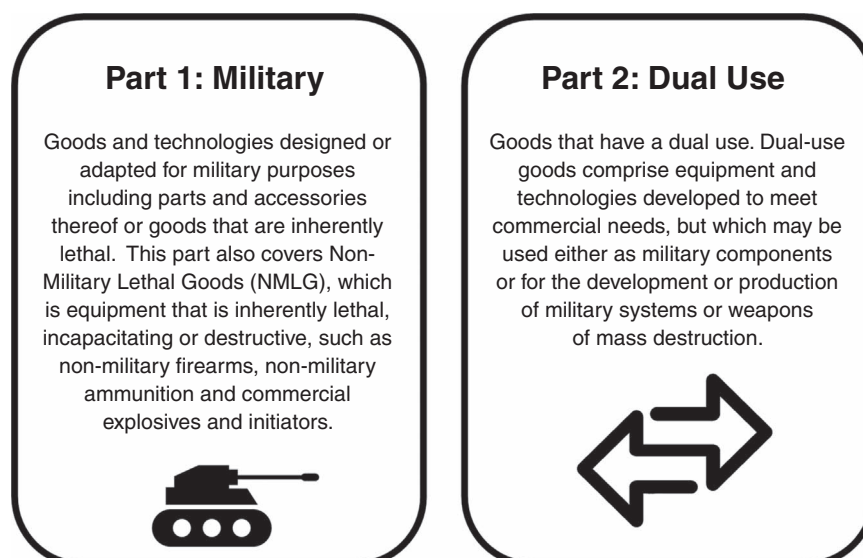 Part 1: Military
Goods and technologies designed or
adapted for military purposes
including parts and accessories
thereof or goods that are inherently
lethal.  This part also covers Non-
Military Lethal Goods (NMLG), which
is equipment that is inherently lethal,
incapacitating or destructive, such as
non-military firearms, non-military
ammunition and commercial
explosives and initiators.
Part 2: Dual Use
Goods that have a dual use. Dual-use
goods comprise equipment and
technologies developed to meet
commercial needs, but which may be
used either as military components
or for the development or production
of military systems or weapons
of mass destruction.